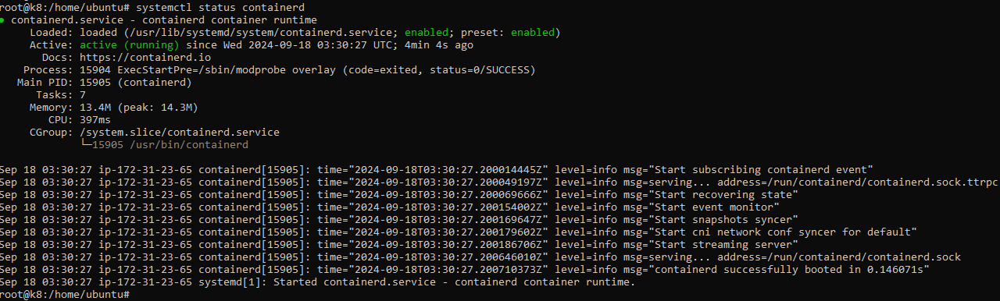 root@k8:/home/ubuntu# systemctl status containerd
● containerd.service - containerd container runtime
     Loaded: loaded (/usr/lib/systemd/system/containerd.service; enabled; preset: enabled)
     Active: active (running) since Wed 2024-09-18 03:30:27 UTC; 4min 4s ago
       Docs: https://containerd.io
    Process: 15904 ExecStartPre=/sbin/modprobe overlay (code=exited, status=0/SUCCESS)
   Main PID: 15905 (containerd)
      Tasks: 7
     Memory: 13.4M (peak: 14.3M)
        CPU: 397ms
     CGroup: /system.slice/containerd.service
             └─15905 /usr/bin/containerd
Sep 18 03:30:27 ip-172-31-23-65 containerd[15905]: time="2024-09-18T03:30:27.200014445Z" level=info msg="Start subscribing containerd event"
Sep 18 03:30:27 ip-172-31-23-65 containerd[15905]: time="2024-09-18T03:30:27.200049197Z" level=info msg=serving... address=/run/containerd/containerd.sock.ttrpc
Sep 18 03:30:27 ip-172-31-23-65 containerd[15905]: time="2024-09-18T03:30:27.200069666Z" level=info msg="Start recovering state"
Sep 18 03:30:27 ip-172-31-23-65 containerd[15905]: time="2024-09-18T03:30:27.200154002Z" level=info msg="Start event monitor"
Sep 18 03:30:27 ip-172-31-23-65 containerd[15905]: time="2024-09-18T03:30:27.200169647Z" level=info msg="Start snapshots syncer"
Sep 18 03:30:27 ip-172-31-23-65 containerd[15905]: time="2024-09-18T03:30:27.200179602Z" level=info msg="Start cni network conf syncer for default"
Sep 18 03:30:27 ip-172-31-23-65 containerd[15905]: time="2024-09-18T03:30:27.200186706Z" level=info msg="Start streaming server"
Sep 18 03:30:27 ip-172-31-23-65 containerd[15905]: time="2024-09-18T03:30:27.200646010Z" level=info msg=serving... address=/run/containerd/containerd.sock
Sep 18 03:30:27 ip-172-31-23-65 containerd[15905]: time="2024-09-18T03:30:27.200710373Z" level=info msg="containerd successfully booted in 0.146071s"
Sep 18 03:30:27 ip-172-31-23-65 systemd[1]: Started containerd.service - containerd container runtime.
root@k8:/home/ubuntu#